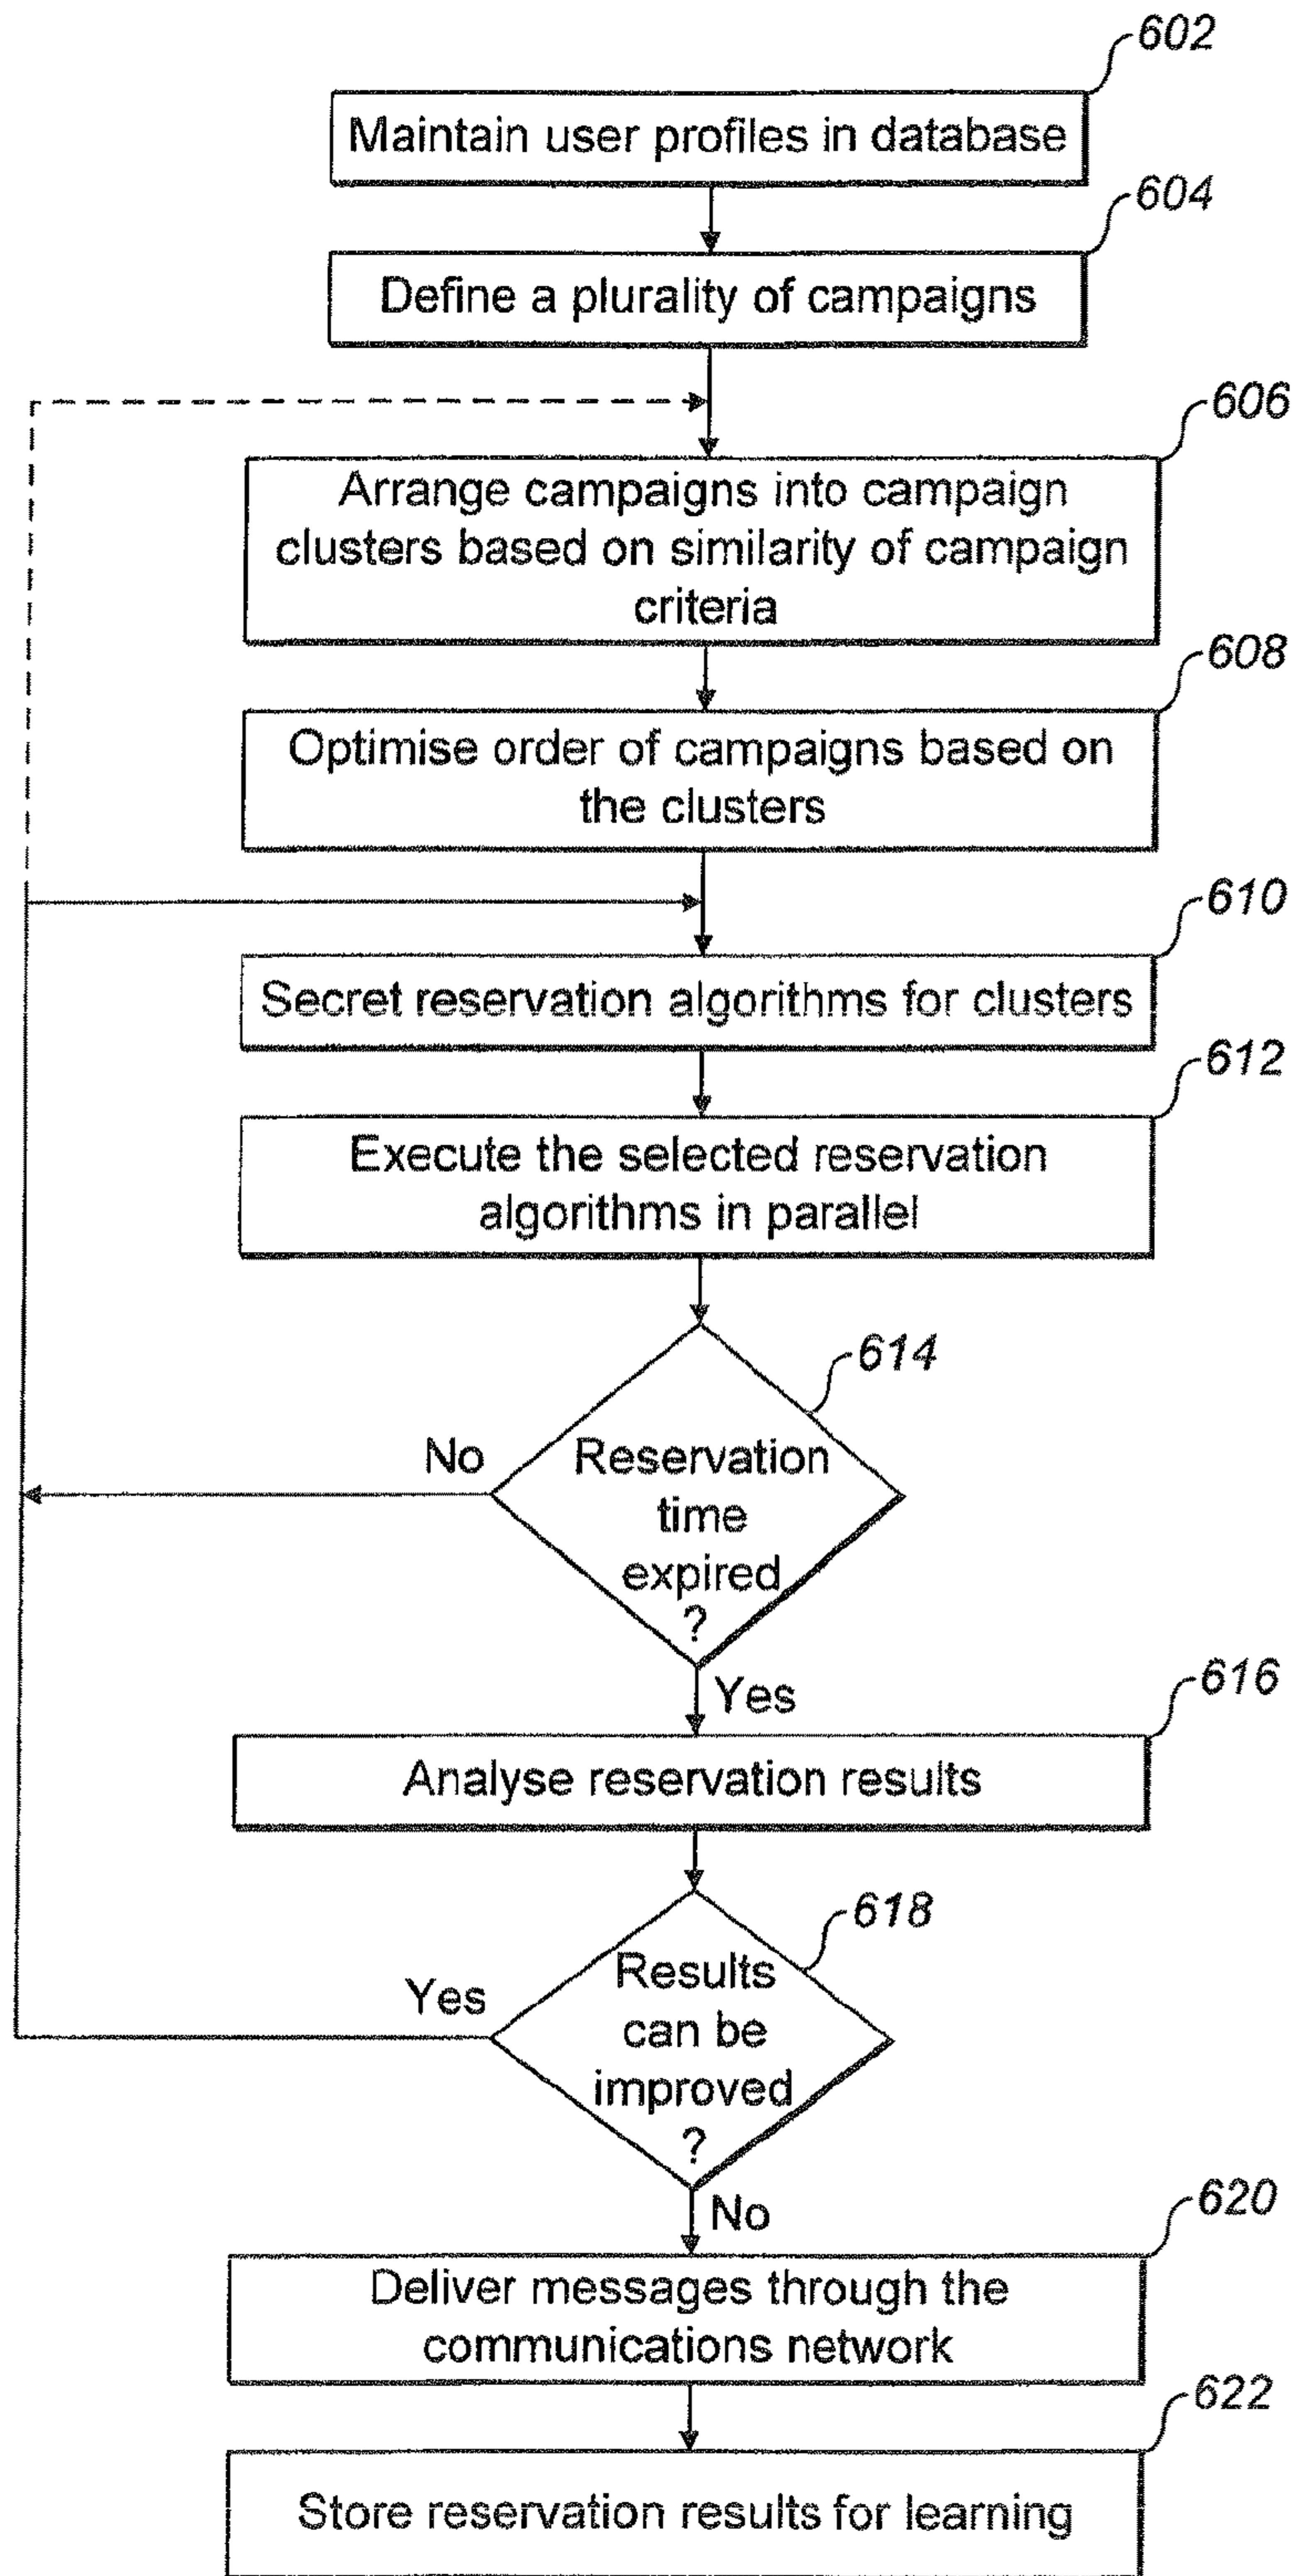 602
Maintain user profiles in database
604
Define a plurality of campaigns
606
Arrange campaigns into campaign
clusters based on similarity of campaign
criteria
608
Optimise order of campaigns based on
the clusters
610
Secret reservation algorithms for clusters
612
Execute the selected reservation
algorithms in parallel
614
No
Reservation
time
expired
?
Yes
616
Analyse reservation results
618
Yes
Results
can be
improved
?
No
620
Deliver messages through the
communications network
622
Store reservation results for learning